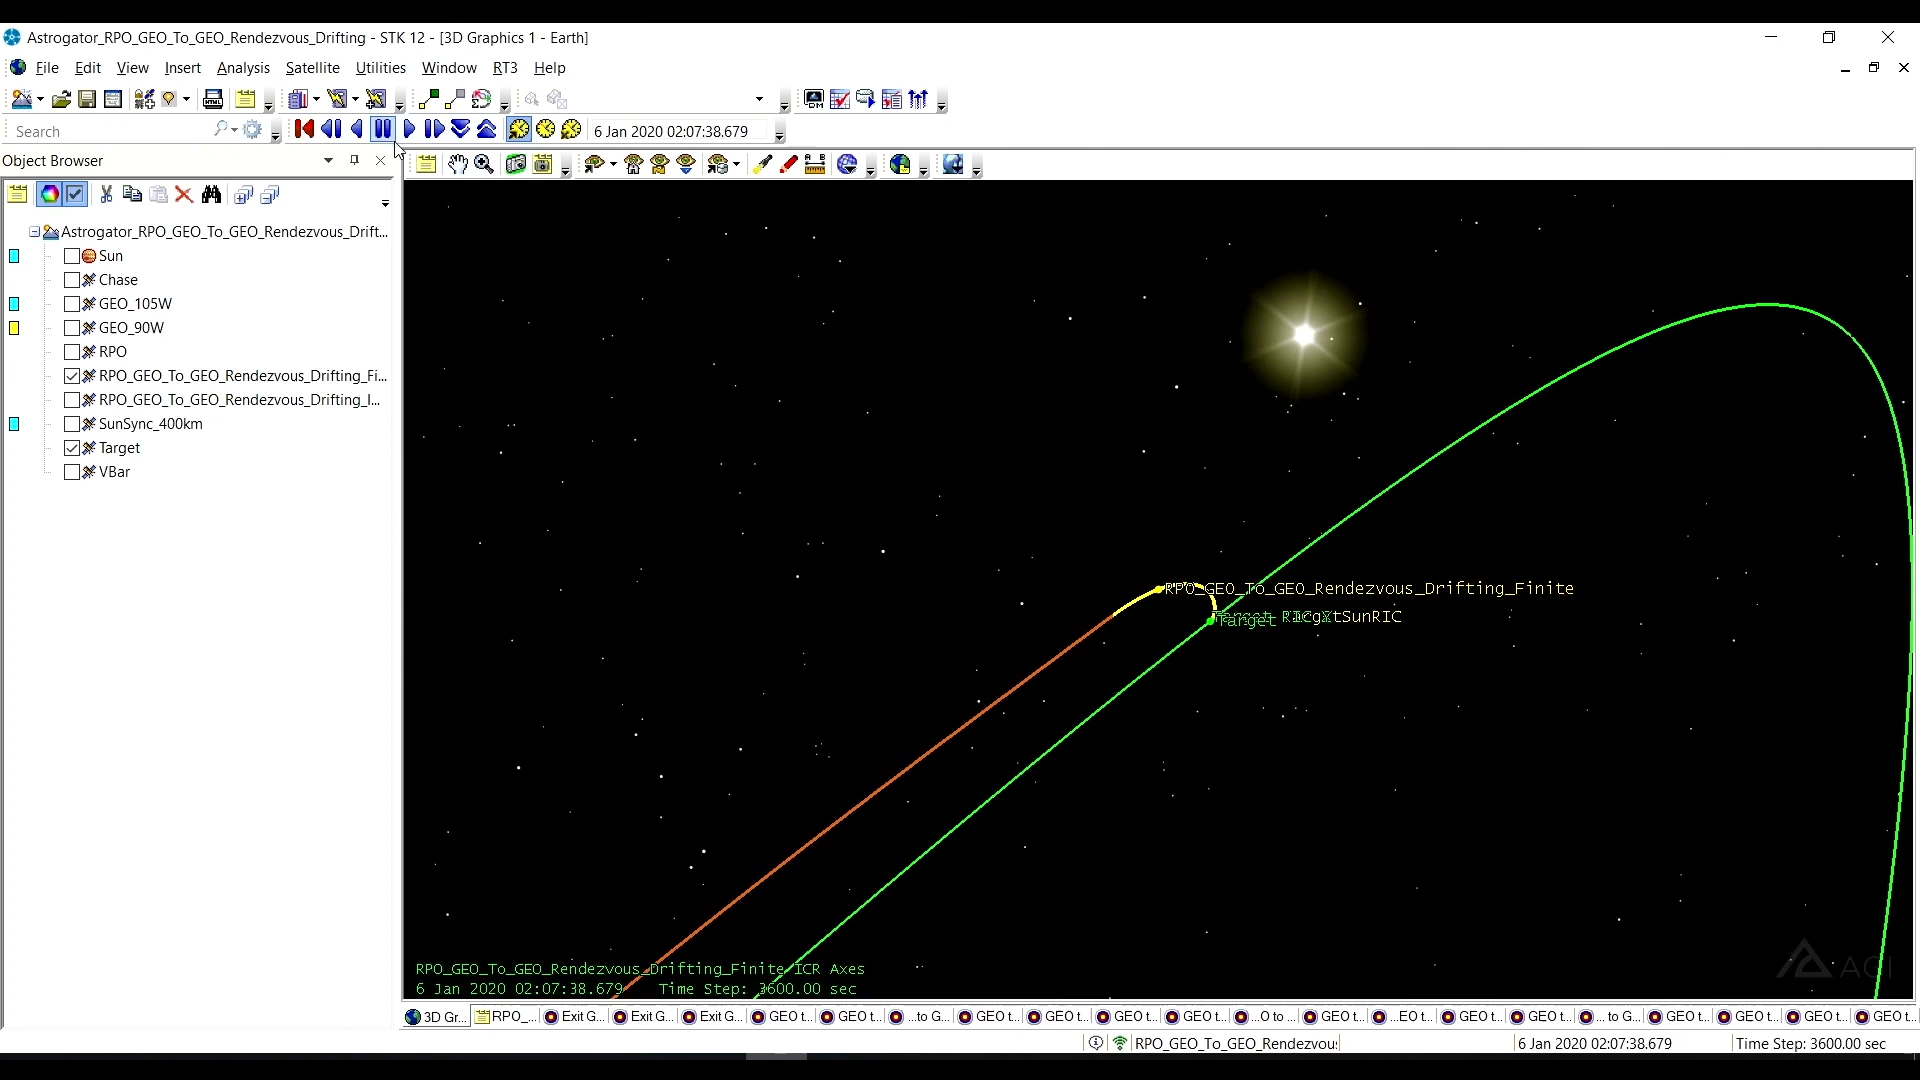 Astrogator_RPO_GEO_To_GEO_Rendezvous_Drifting - STK 12 - [3D Graphics 1 - Earth]
File Edit View Insert Analysis Satellite Utilities Window RT3 Help
Search
6 Jan 2020 02:07:38.679
Object Browser
Astrogator_RPO_GEO_To_GEO_Rendezvous_Drift...
Sun
Chase
GEO_105W
GEO_90W
RPO
RPO_GEO_To_GEO_Rendezvous_Drifting_Fi...
RPO_GEO_To_GEO_Rendezvous_Drifting_I...
SunSync_400km
Target
VBar
RPO_GEO_To_GEO_Rendezvous_Drifting_Finite
Target
RPO_GEO_To_GEO_Rendezvous_Drifting_Finite ICR Axes
6 Jan 2020 02:07:38.679 Time Step: 3600.00 sec
AGI
3D Gr... RPO_... Exit G... Exit G... Exit G... GEO t... GEO t... ...to G... GEO t... GEO t... GEO t... GEO t... ...O to ... GEO t... ...EO t... GEO t... GEO t... ... to G... GEO t... GEO t... GEO t... GEO t...
RPO_GEO_To_GEO_Rendezvou: 6 Jan 2020 02:07:38.679 Time Step: 3600.00 sec